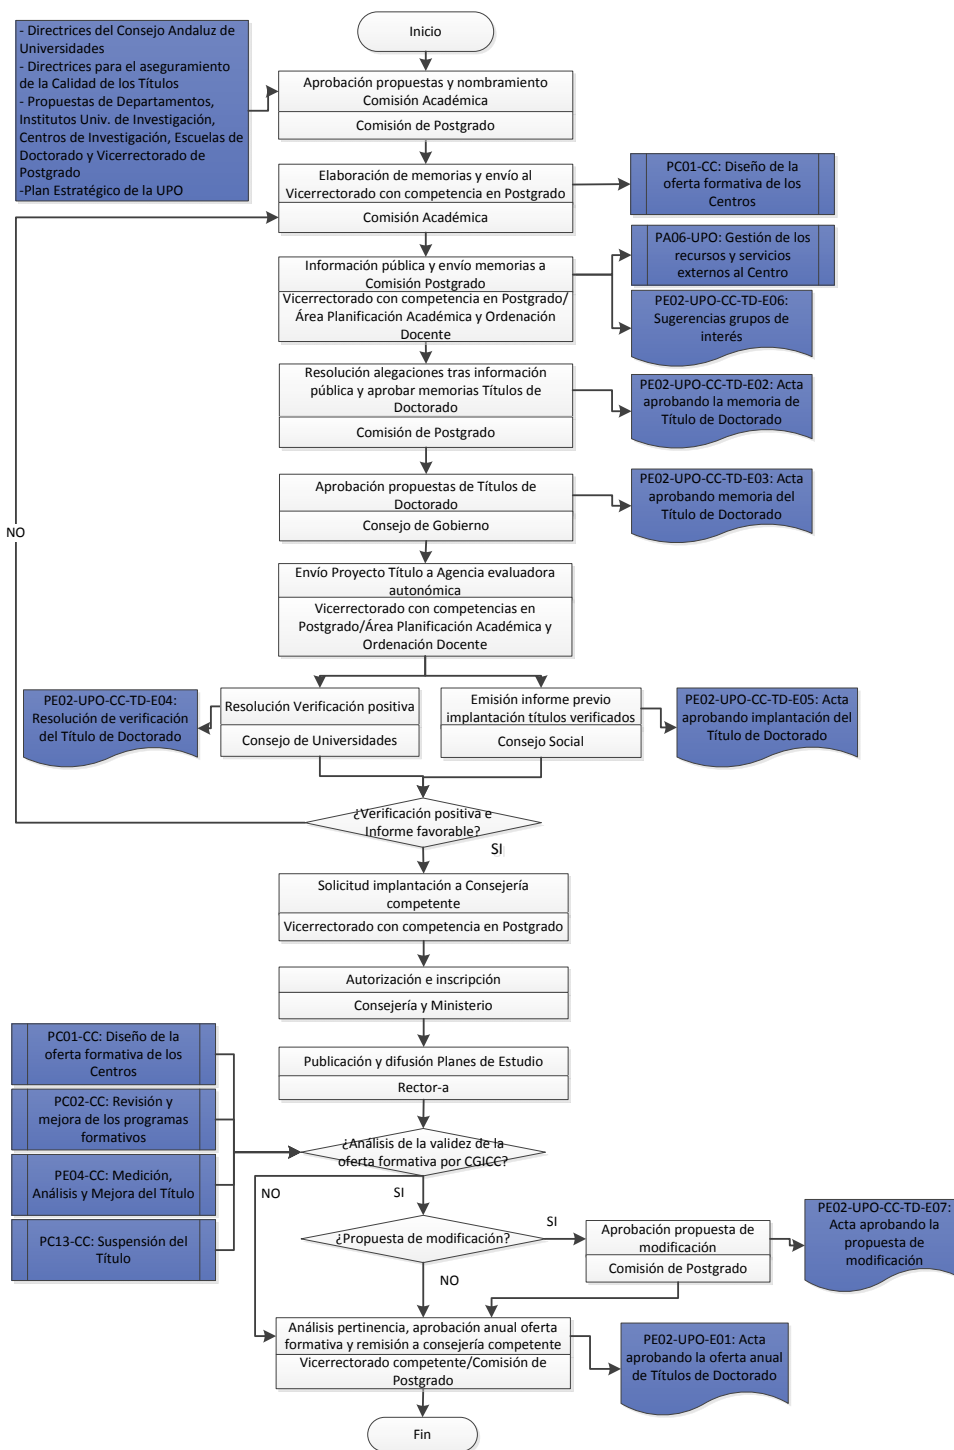 Inicio
- Directrices del Consejo Andaluz de
Universidades
- Directrices para el aseguramiento
de la Calidad de los Títulos
- Propuestas de Departamentos,
Institutos Univ. de Investigación,
Centros de Investigación, Escuelas de
Doctorado y Vicerrectorado de
Postgrado
-Plan Estratégico de la UPO
Aprobación propuestas y nombramiento
Comisión Académica
Comisión de Postgrado
Elaboración de memorias y envío al
Vicerrectorado con competencia en Postgrado
Comisión Académica
PC01-CC: Diseño de la
oferta formativa de los
Centros
Información pública y envío memorias a
Comisión Postgrado
Vicerrectorado con competencia en Postgrado/
Área Planificación Académica y Ordenación
Docente
PA06-UPO: Gestión de los
recursos y servicios
externos al Centro
PE02-UPO-CC-TD-E06:
Sugerencias grupos de
interés
Resolución alegaciones tras información
pública y aprobar memorias Títulos de
Doctorado
Comisión de Postgrado
PE02-UPO-CC-TD-E02: Acta
aprobando la memoria de
Título de Doctorado
Aprobación propuestas de Títulos de
Doctorado
Consejo de Gobierno
PE02-UPO-CC-TD-E03: Acta
aprobando memoria del
Título de Doctorado
NO
Envío Proyecto Título a Agencia evaluadora
autonómica
Vicerrectorado con competencias en
Postgrado/Área Planificación Académica y
Ordenación Docente
PE02-UPO-CC-TD-E04:
Resolución de verificación
del Título de Doctorado
Resolución Verificación positiva
Consejo de Universidades
Emisión informe previo
implantación títulos verificados
Consejo Social
PE02-UPO-CC-TD-E05: Acta
aprobando implantación del
Título de Doctorado
¿Verificación positiva e
Informe favorable?
SI
Solicitud implantación a Consejería
competente
Vicerrectorado con competencia en Postgrado
Autorización e inscripción
Consejería y Ministerio
Publicación y difusión Planes de Estudio
Rector-a
PC01-CC: Diseño de la
oferta formativa de los
Centros
PC02-CC: Revisión y
mejora de los programas
formativos
PE04-CC: Medición,
Análisis y Mejora del Título
PC13-CC: Suspensión del
Título
¿Análisis de la validez de la
oferta formativa por CGICC?
NO
SI
¿Propuesta de modificación?
SI
NO
Aprobación propuesta de
modificación
Comisión de Postgrado
PE02-UPO-CC-TD-E07:
Acta aprobando la
propuesta de
modificación
Análisis pertinencia, aprobación anual oferta
formativa y remisión a consejería competente
Vicerrectorado competente/Comisión de
Postgrado
PE02-UPO-E01: Acta
aprobando la oferta anual
de Títulos de Doctorado
Fin